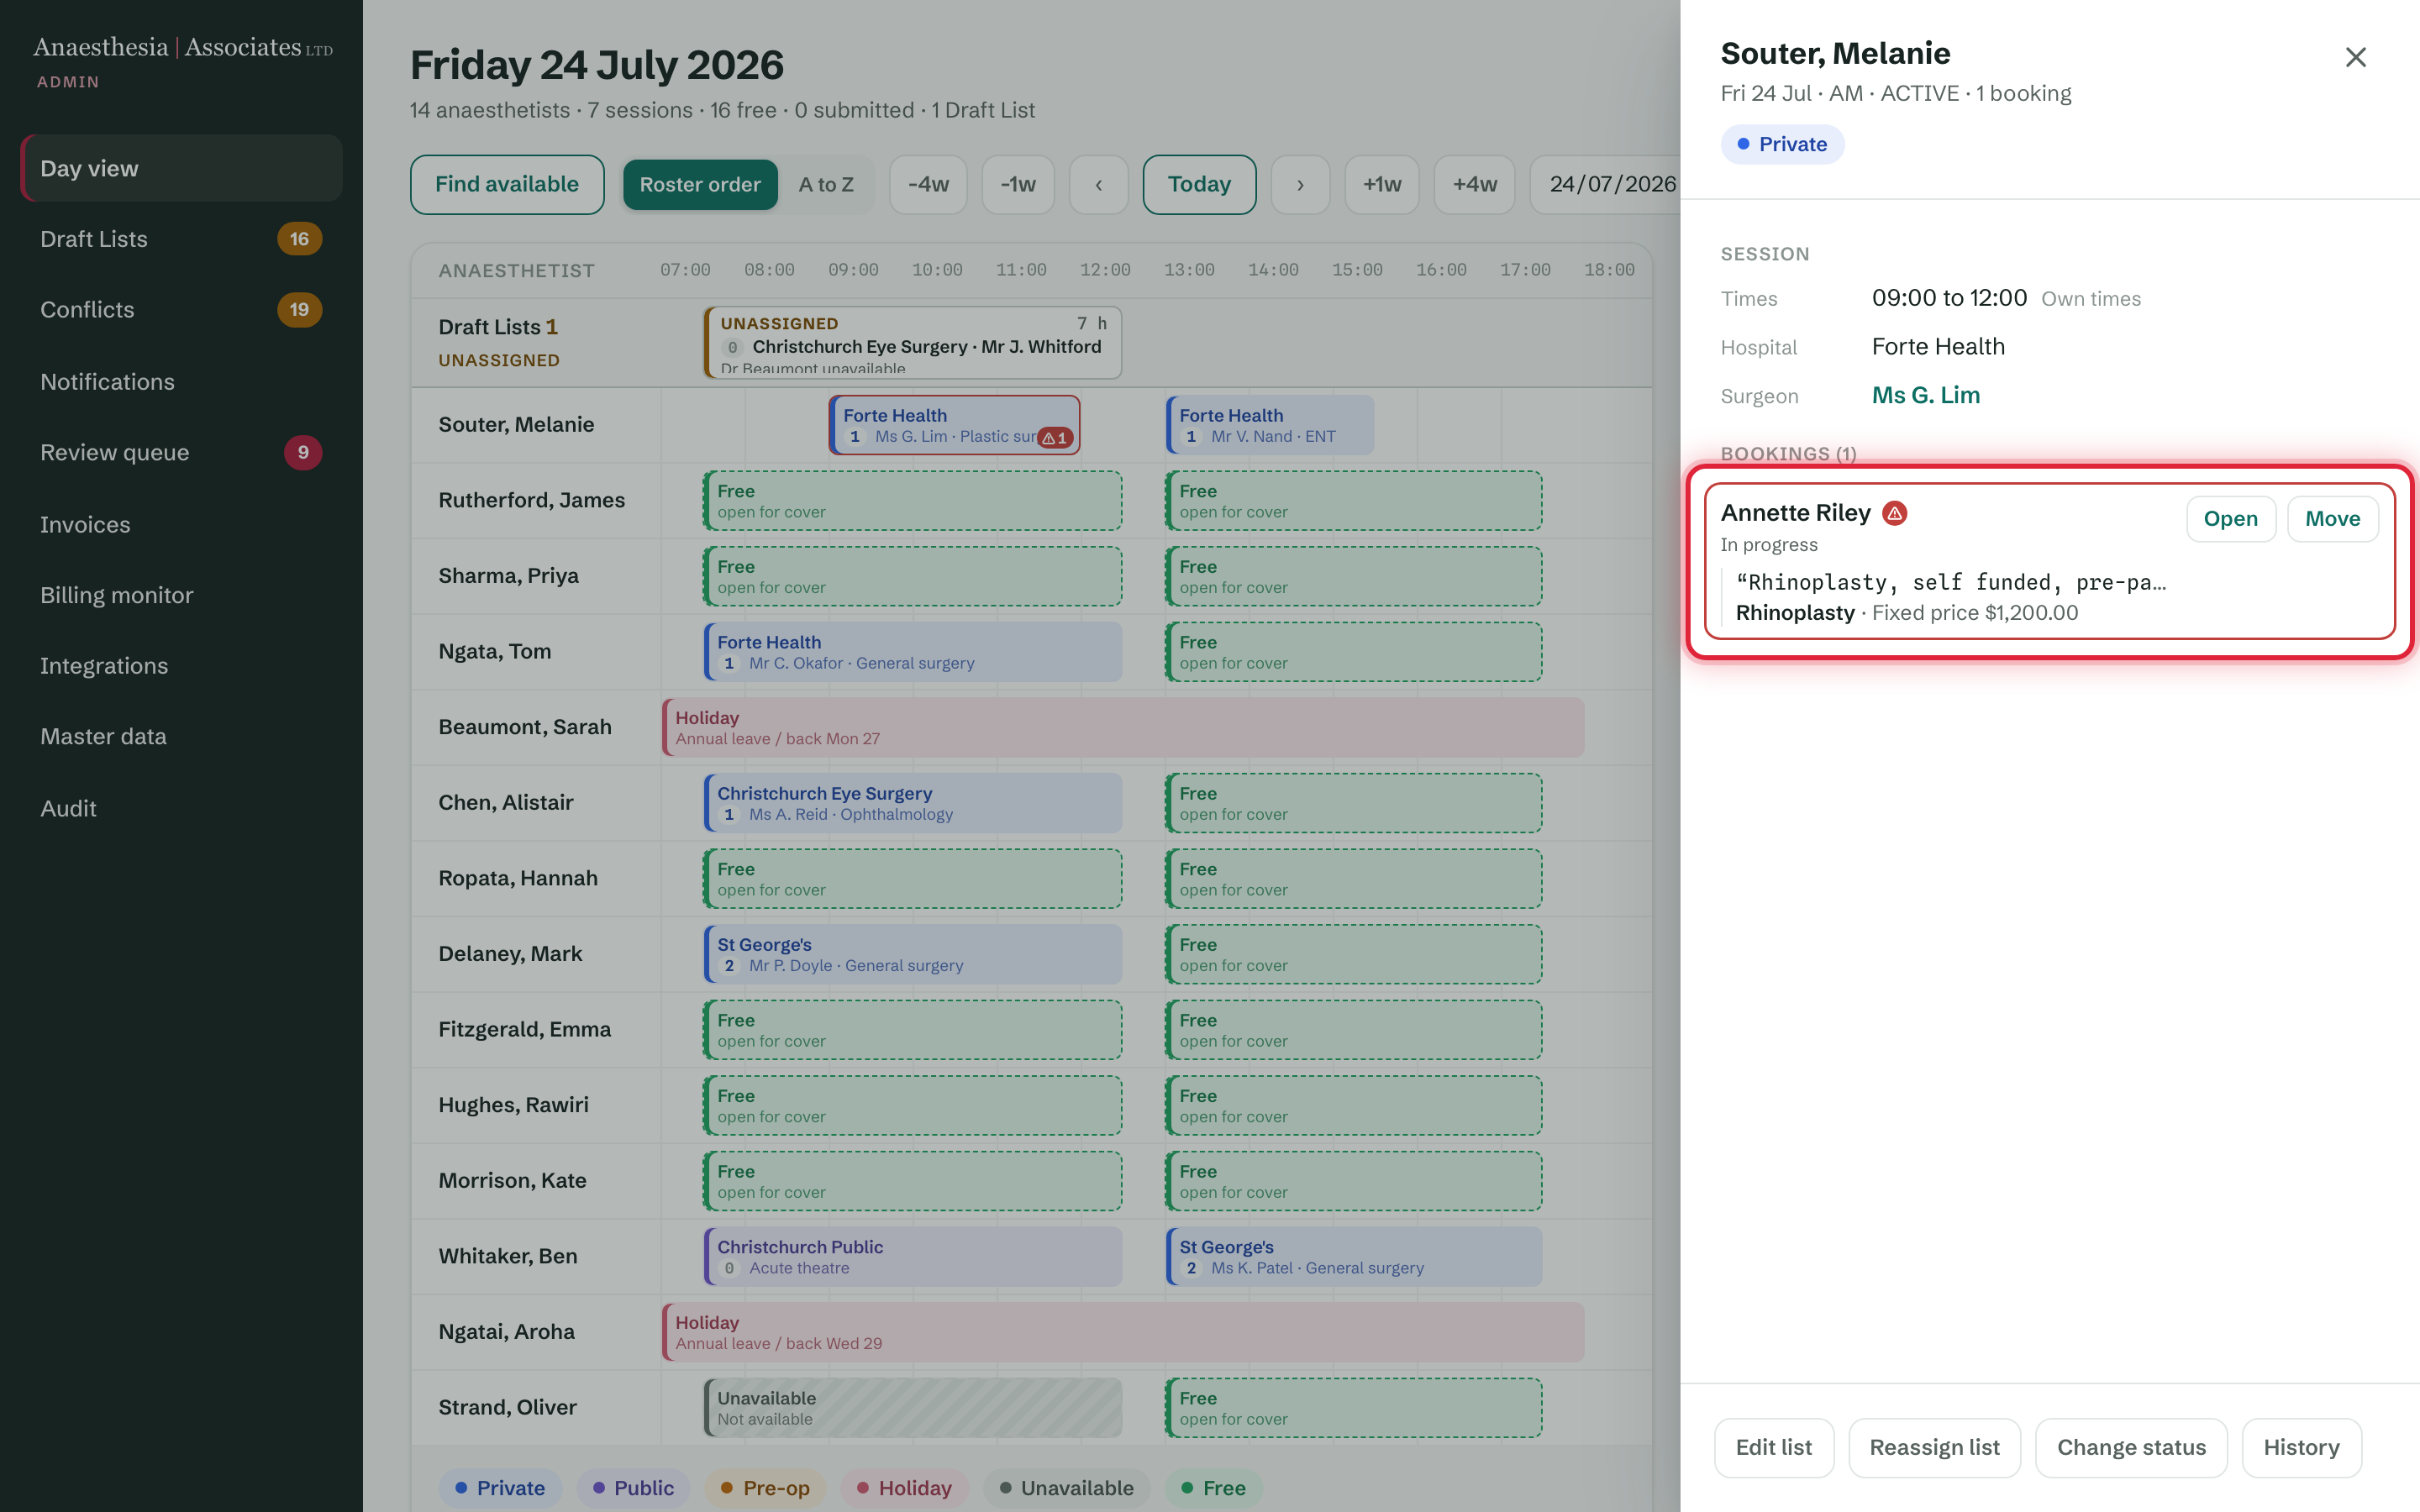 Anaesthesia | Associates LTD
ADMIN
Day view
Draft Lists 16
Conflicts 19
Notifications
Review queue 9
Invoices
Billing monitor
Integrations
Master data
Audit
Friday 24 July 2026
14 anaesthetists · 7 sessions · 16 free · 0 submitted · 1 Draft List
Find available Roster order A to Z -4w -1w ‹ Today › +1w +4w 24/07/2026
ANAESTHETIST 07:00 08:00 09:00 10:00 11:00 12:00 13:00 14:00 15:00 16:00 17:00 18:00
Draft Lists 1
UNASSIGNED
UNASSIGNED 7 h
0 Christchurch Eye Surgery · Mr J. Whitford
Dr Beaumont unavailable
Souter, Melanie
Forte Health
1 Ms G. Lim · Plastic sur 1
Forte Health
1 Mr V. Nand · ENT
Rutherford, James
Free
open for cover
Free
open for cover
Sharma, Priya
Free
open for cover
Free
open for cover
Ngata, Tom
Forte Health
1 Mr C. Okafor · General surgery
Free
open for cover
Beaumont, Sarah
Holiday
Annual leave / back Mon 27
Chen, Alistair
Christchurch Eye Surgery
1 Ms A. Reid · Ophthalmology
Free
open for cover
Ropata, Hannah
Free
open for cover
Free
open for cover
Delaney, Mark
St George's
2 Mr P. Doyle · General surgery
Free
open for cover
Fitzgerald, Emma
Free
open for cover
Free
open for cover
Hughes, Rawiri
Free
open for cover
Free
open for cover
Morrison, Kate
Free
open for cover
Free
open for cover
Whitaker, Ben
Christchurch Public
0 Acute theatre
St George's
2 Ms K. Patel · General surgery
Ngatai, Aroha
Holiday
Annual leave / back Wed 29
Strand, Oliver
Unavailable
Not available
Free
open for cover
Private Public Pre-op Holiday Unavailable Free
Souter, Melanie
Fri 24 Jul · AM · ACTIVE · 1 booking
Private
SESSION
Times 09:00 to 12:00 Own times
Hospital Forte Health
Surgeon Ms G. Lim
BOOKINGS (1)
Annette Riley Open Move
In progress
“Rhinoplasty, self funded, pre-pa…
Rhinoplasty · Fixed price $1,200.00
Edit list Reassign list Change status History